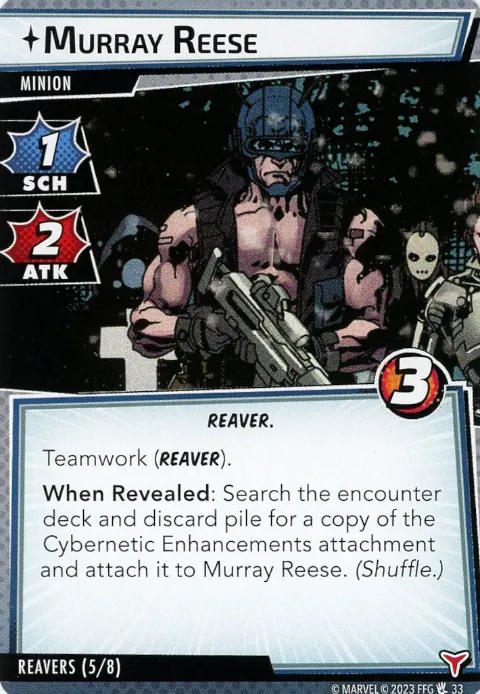 Murray Reese
MINION
1
SCH
2
ATK
3
REAVER.
Teamwork (REAVER).
When Revealed: Search the encounter
deck and discard pile for a copy of the
Cybernetic Enhancements attachment
and attach it to Murray Reese. (Shuffle.)
REAVERS (5/8)
© MARVEL © 2023 FFG 33